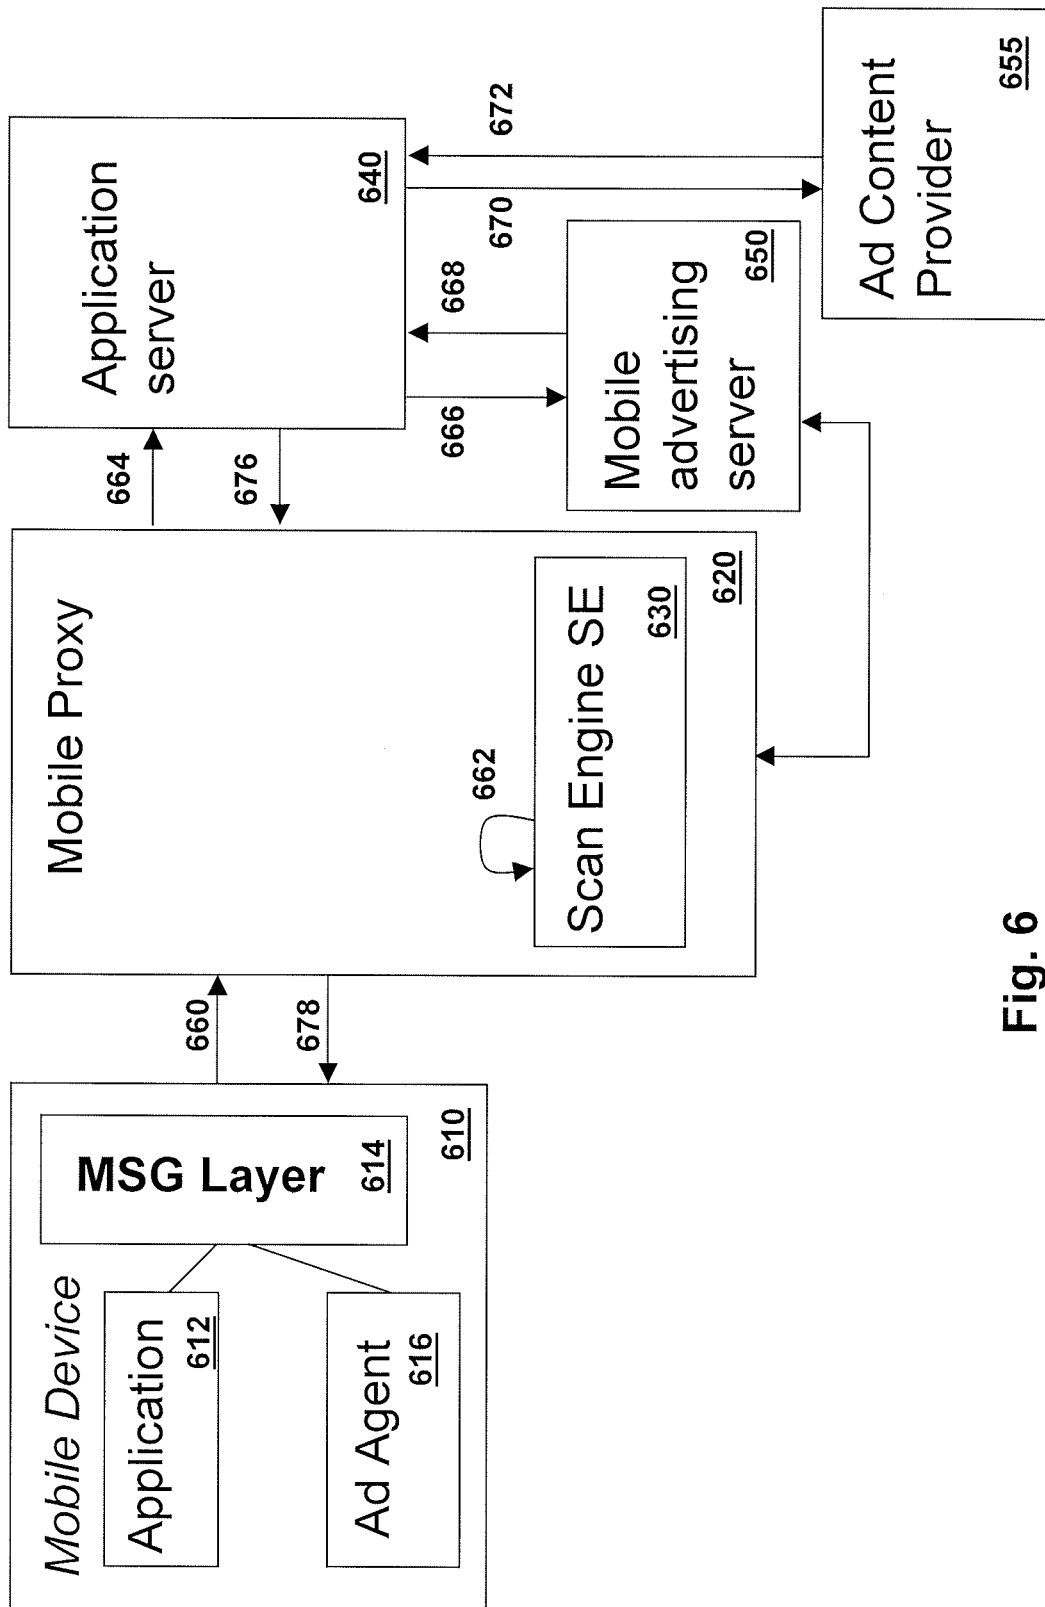 Mobile Device
Application
612
Ad Agent
616
MSG Layer
614
610
660
678
Mobile Proxy
662
Scan Engine SE
630
620
664
676
Application
server
640
666
668
670
672
Mobile
advertising
server
650
Ad Content
Provider
655
Fig. 6